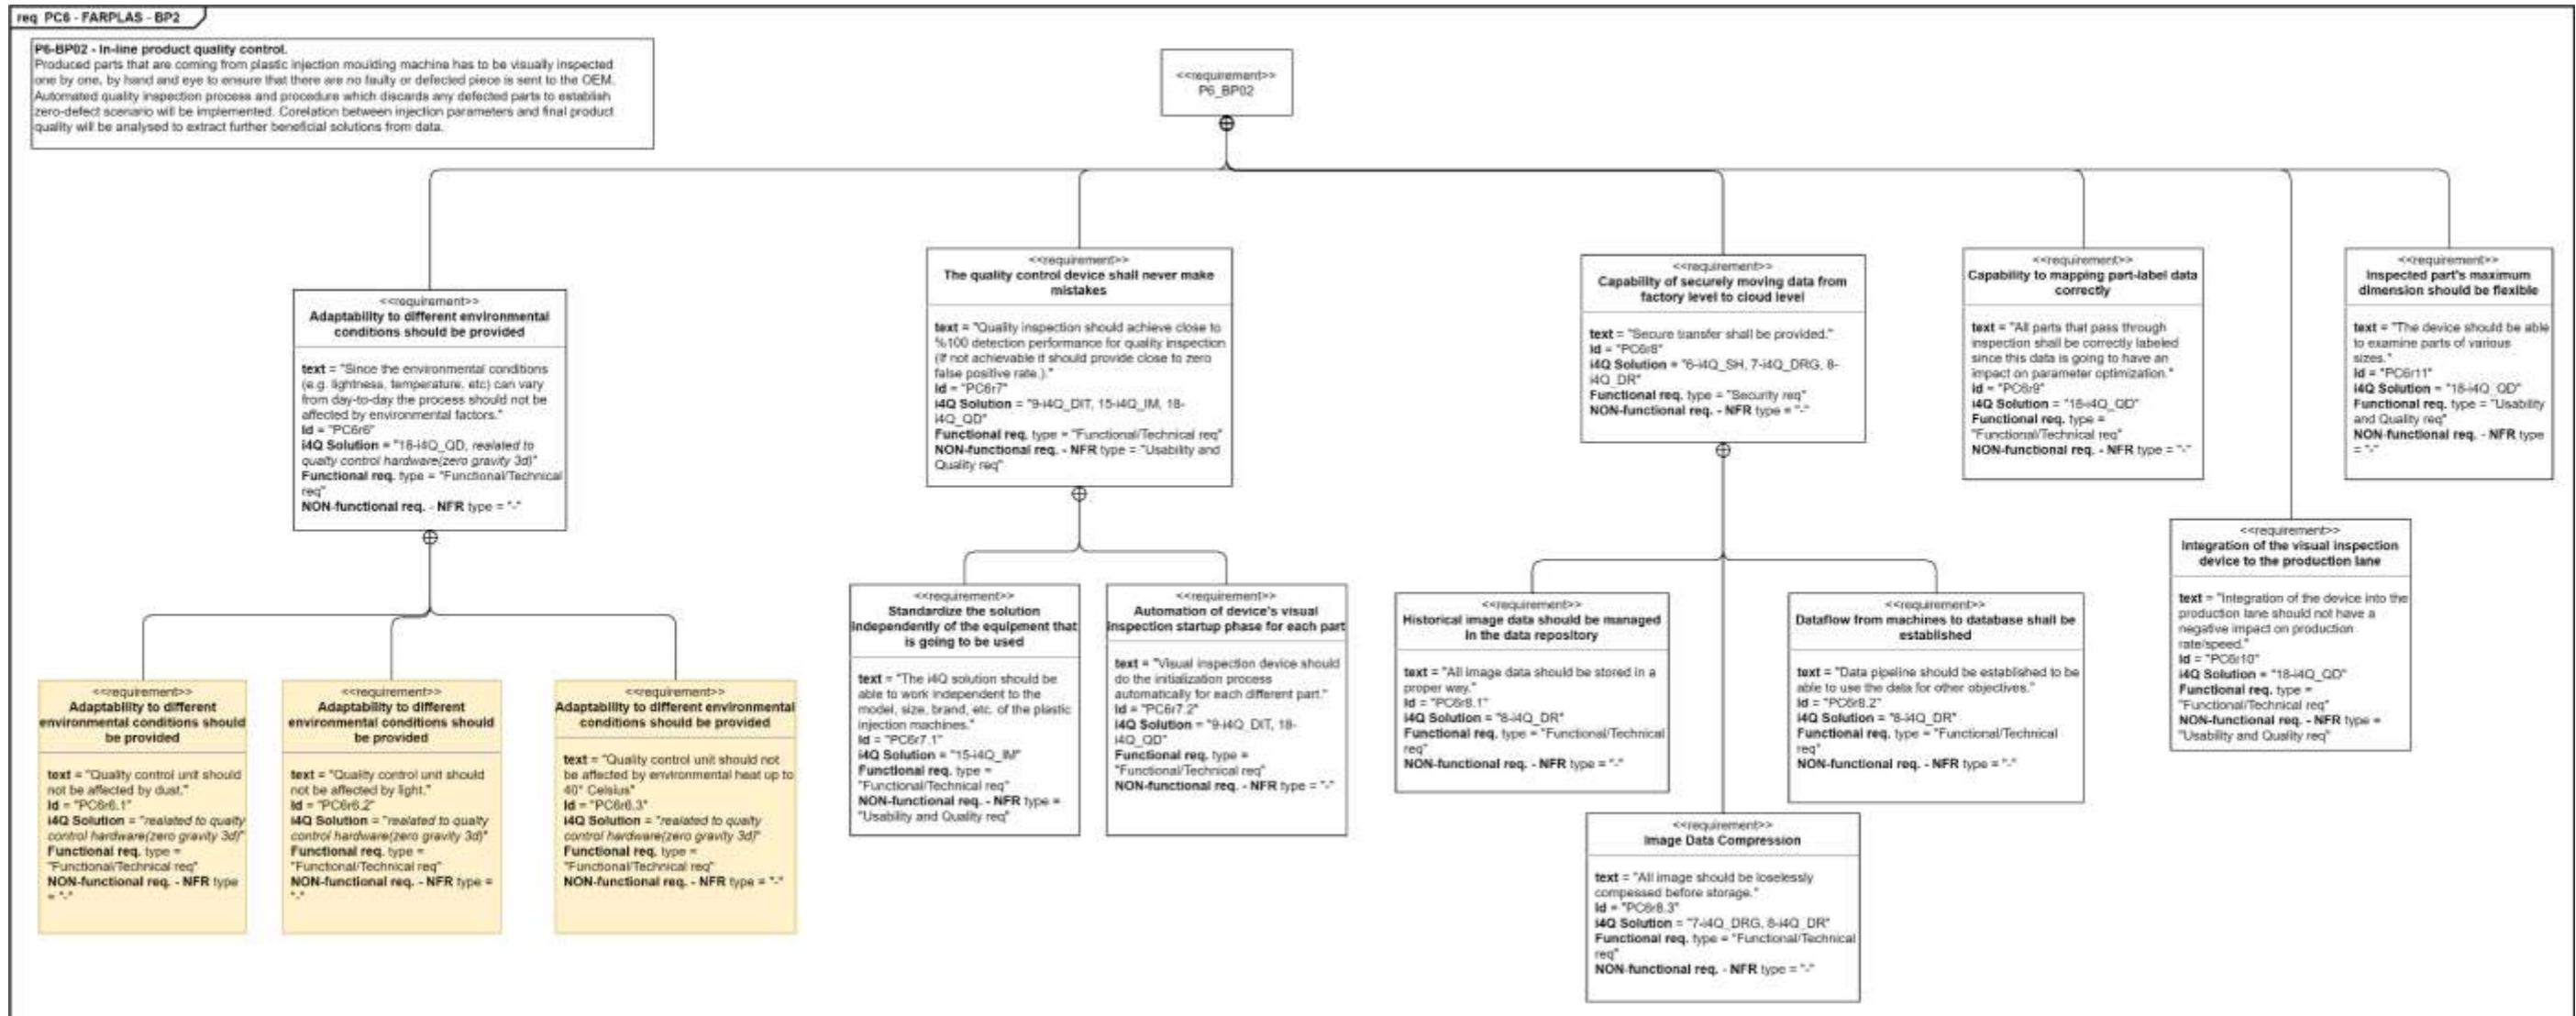 req PC6 - FARPLAS - BP2
P6-BP02 - In-line product quality control.
Produced parts that are coming from plastic injection moulding machine has to be visually inspected
one by one, by hand and eye to ensure that there are no faulty or defected piece is sent to the OEM.
Automated quality inspection process and procedure which discards any defected parts to establish
zero-defect scenario will be implemented. Corelation between injection parameters and final product
quality will be analysed to extract further beneficial solutions from data.
<<requirement>>
P6_BP02
<<requirement>>
Adaptability to different environmental
conditions should be provided
text = "Since the environmental conditions
(e.g. lightness, temperature, etc) can vary
from day-to-day the process should not be
affected by environmental factors."
Id = "PC6r6"
i4Q Solution = "18-i4Q_QD, realated to
qualty control hardware(zero gravity 3d)"
Functional req. type = "Functional/Technical
req"
NON-functional req. - NFR type = "-"
<<requirement>>
The quality control device shall never make
mistakes
text = "Quality inspection should achieve close to
%100 detection performance for quality inspection
(If not achievable it should provide close to zero
false positive rate.)."
Id = "PC6r7"
i4Q Solution = "9-i4Q_DIT, 15-i4Q_IM, 18-
i4Q_QD"
Functional req. type = "Functional/Technical req"
NON-functional req. - NFR type = "Usability and
Quality req"
<<requirement>>
Capability of securely moving data from
factory level to cloud level
text = "Secure transfer shall be provided."
Id = "PC6r8"
i4Q Solution = "6-i4Q_SH, 7-i4Q_DRG, 8-
i4Q_DR"
Functional req. type = "Security req"
NON-functional req. - NFR type = "-"
<<requirement>>
Capability to mapping part-label data
correctly
text = "All parts that pass through
inspection shall be correctly labeled
since this data is going to have an
impact on parameter optimization."
Id = "PC6r9"
i4Q Solution = "18-i4Q_QD"
Functional req. type =
"Functional/Technical req"
NON-functional req. - NFR type = "-"
<<requirement>>
Inspected part's maximum
dimension should be flexible
text = "The device should be able
to examine parts of various
sizes."
Id = "PC6r11"
i4Q Solution = "18-i4Q_QD"
Functional req. type = "Usability
and Quality req"
NON-functional req. - NFR type
= "-"
<<requirement>>
Integration of the visual inspection
device to the production lane
text = "Integration of the device into the
production lane should not have a
negative impact on production
rate/speed."
Id = "PC6r10"
i4Q Solution = "18-i4Q_QD"
Functional req. type =
"Functional/Technical req"
NON-functional req. - NFR type =
"Usability and Quality req"
<<requirement>>
Adaptability to different
environmental conditions should
be provided
text = "Quality control unit should
not be affected by dust."
Id = "PC6r6.1"
i4Q Solution = "realated to qualty
control hardware(zero gravity 3d)"
Functional req. type =
"Functional/Technical req"
NON-functional req. - NFR type
= "-"
<<requirement>>
Adaptability to different
environmental conditions should
be provided
text = "Quality control unit should
not be affected by light."
Id = "PC6r6.2"
i4Q Solution = "realated to qualty
control hardware(zero gravity 3d)"
Functional req. type =
"Functional/Technical req"
NON-functional req. - NFR type =
"-"
<<requirement>>
Adaptability to different environmental
conditions should be provided
text = "Quality control unit should not
be affected by environmental heat up to
40° Celsius"
Id = "PC6r6.3"
i4Q Solution = "realated to qualty
control hardware(zero gravity 3d)"
Functional req. type =
"Functional/Technical req"
NON-functional req. - NFR type = "-"
<<requirement>>
Standardize the solution
independently of the equipment that
is going to be used
text = "The i4Q solution should be
able to work independent to the
model, size, brand, etc. of the plastic
injection machines."
Id = "PC6r7.1"
i4Q Solution = "15-i4Q_IM"
Functional req. type =
"Functional/Technical req"
NON-functional req. - NFR type =
"Usability and Quality req"
<<requirement>>
Automation of device's visual
inspection startup phase for each part
text = "Visual inspection device should
do the initialization process
automatically for each different part."
Id = "PC6r7.2"
i4Q Solution = "9-i4Q_DIT, 18-
i4Q_QD"
Functional req. type =
"Functional/Technical req"
NON-functional req. - NFR type = "-"
<<requirement>>
Historical image data should be managed
in the data repository
text = "All image data should be stored in a
proper way."
Id = "PC6r8.1"
i4Q Solution = "8-i4Q_DR"
Functional req. type = "Functional/Technical
req"
NON-functional req. - NFR type = "-"
<<requirement>>
Dataflow from machines to database shall be
established
text = "Data pipeline should be established to be
able to use the data for other objectives."
Id = "PC6r8.2"
i4Q Solution = "8-i4Q_DR"
Functional req. type = "Functional/Technical
req"
NON-functional req. - NFR type = "-"
<<requirement>>
Image Data Compression
text = "All image should be loselessly
compessed before storage."
Id = "PC6r8.3"
i4Q Solution = "7-i4Q_DRG, 8-i4Q_DR"
Functional req. type = "Functional/Technical
req"
NON-functional req. - NFR type = "-"